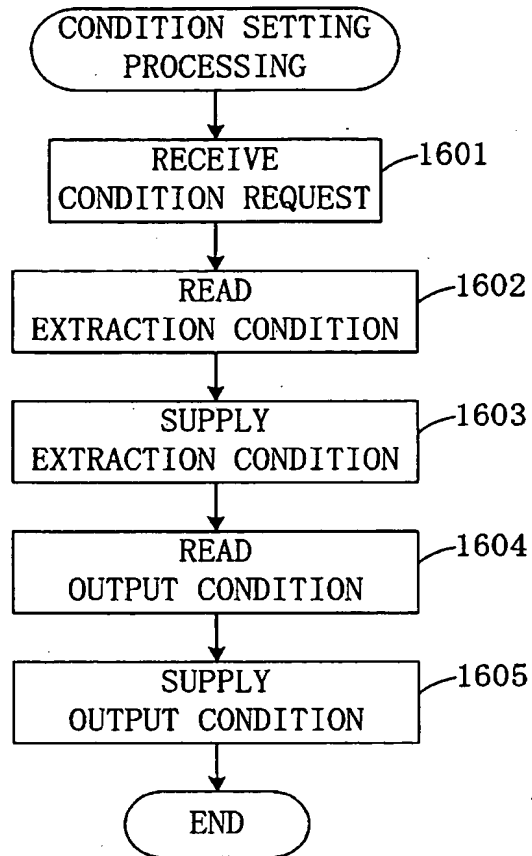 CONDITION SETTING
PROCESSING
RECEIVE
CONDITION REQUEST
1601
READ
EXTRACTION CONDITION
1602
SUPPLY
EXTRACTION CONDITION
1603
READ
OUTPUT CONDITION
1604
SUPPLY
OUTPUT CONDITION
1605
END